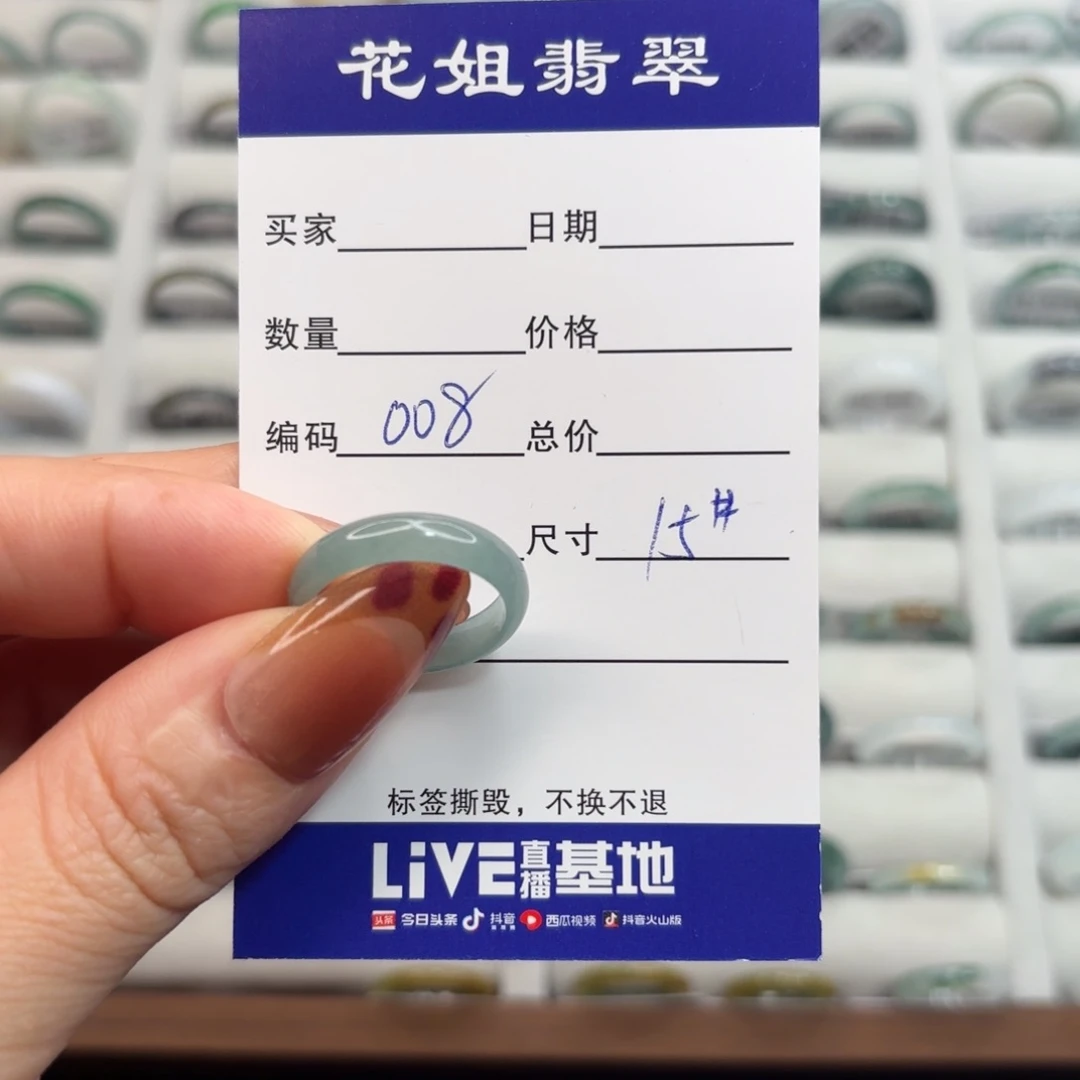 花姐翡翠
买家 日期
数量 价格
编码 008 总价
尺寸 15#
标签撕毁，不换不退
LiVE直播基地
头条 今日头条 抖音 西瓜视频 抖音火山版